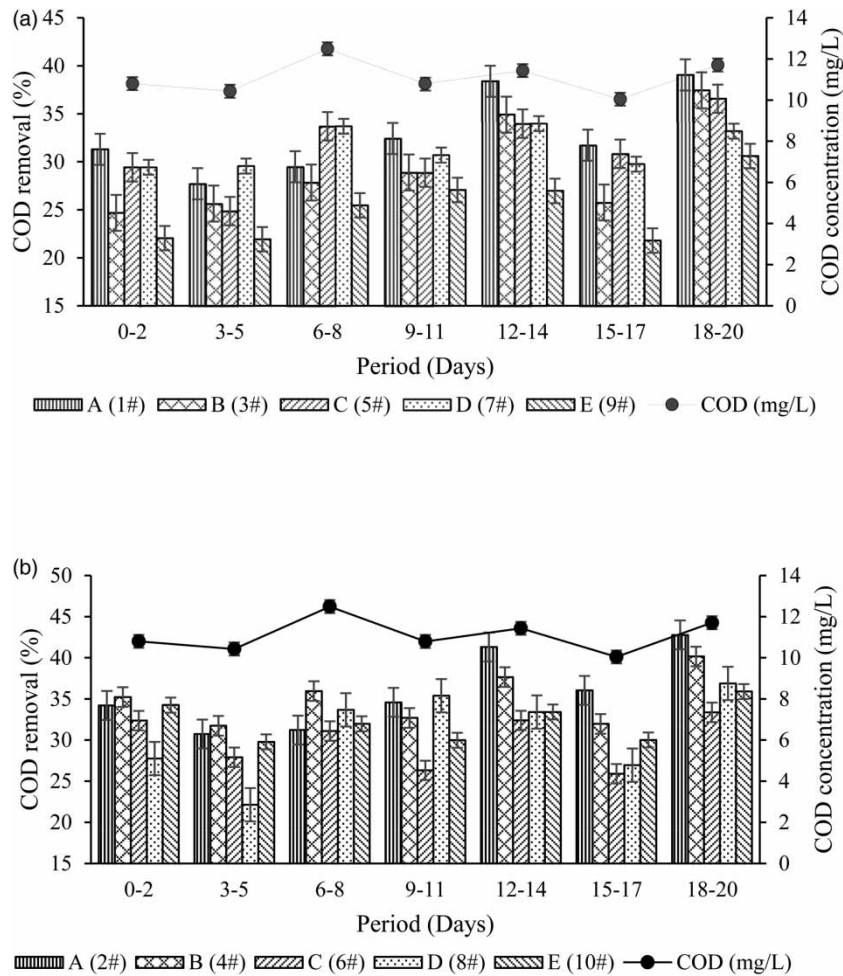 (a)
45
40
35
30
25
20
15
COD removal (%)
14
12
10
8
6
4
2
0
COD concentration (mg/L)
0-2 3-5 6-8 9-11 12-14 15-17 18-20
Period (Days)
A (1#) B (3#) C (5#) D (7#) E (9#) COD (mg/L)
(b)
50
45
40
35
30
25
20
15
COD removal (%)
14
12
10
8
6
4
2
0
COD concentration (mg/L)
0-2 3-5 6-8 9-11 12-14 15-17 18-20
Period (Days)
A (2#) B (4#) C (6#) D (8#) E (10#) COD (mg/L)